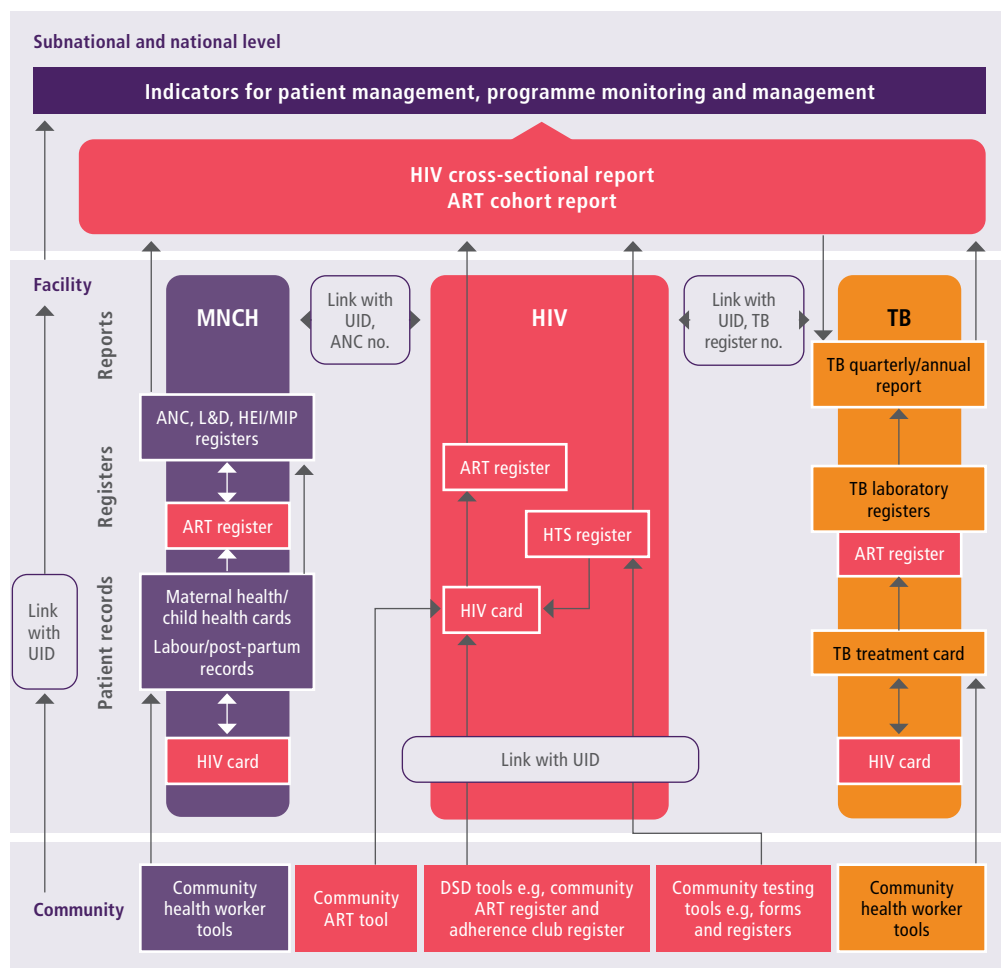 Subnational and national level
Indicators for patient management, programme monitoring and management
HIV cross-sectional report
ART cohort report
Facility
Reports
Registers
Patient records
Link
with
UID
MNCH
Link with
UID,
ANC no.
HIV
Link with
UID, TB
register no.
TB
ANC, L&D, HEI/MIP
registers
ART register
Maternal health/
child health cards
Labour/post-partum
records
HIV card
ART register
HTS register
HIV card
Link with UID
TB quarterly/annual
report
TB laboratory
registers
ART register
TB treatment card
HIV card
Community
Community
health worker
tools
Community
ART tool
DSD tools e.g, community
ART register and
adherence club register
Community testing
tools e.g, forms
and registers
Community
health worker
tools